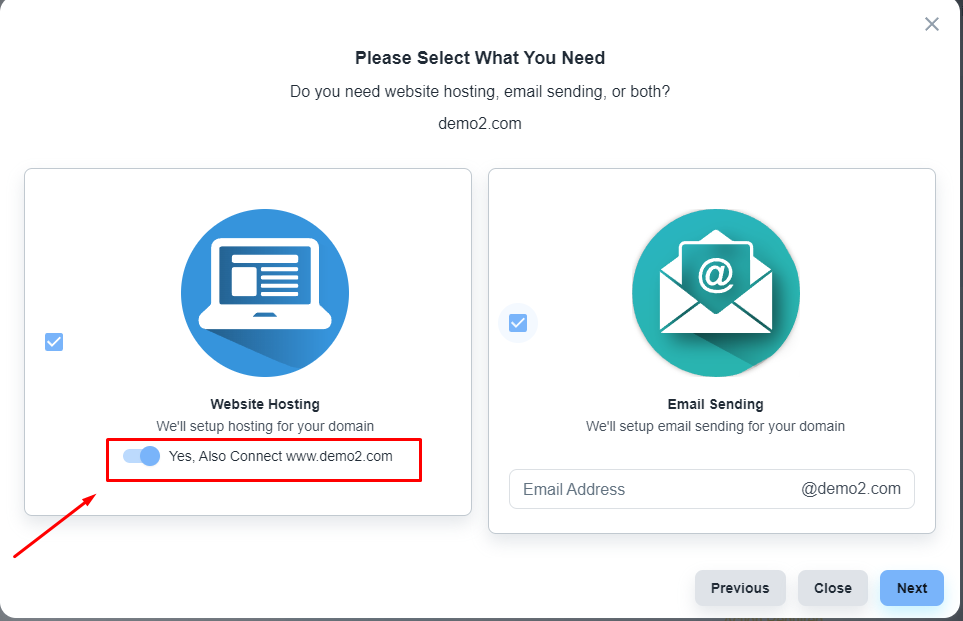 Please Select What You Need
Do you need website hosting, email sending, or both?
demo2.com
@
Website Hosting
We'll setup hosting for your domain
Yes, Also Connect www.demo2.com
Email Sending
We'll setup email sending for your domain
Email Address @demo2.com
Previous Close Next